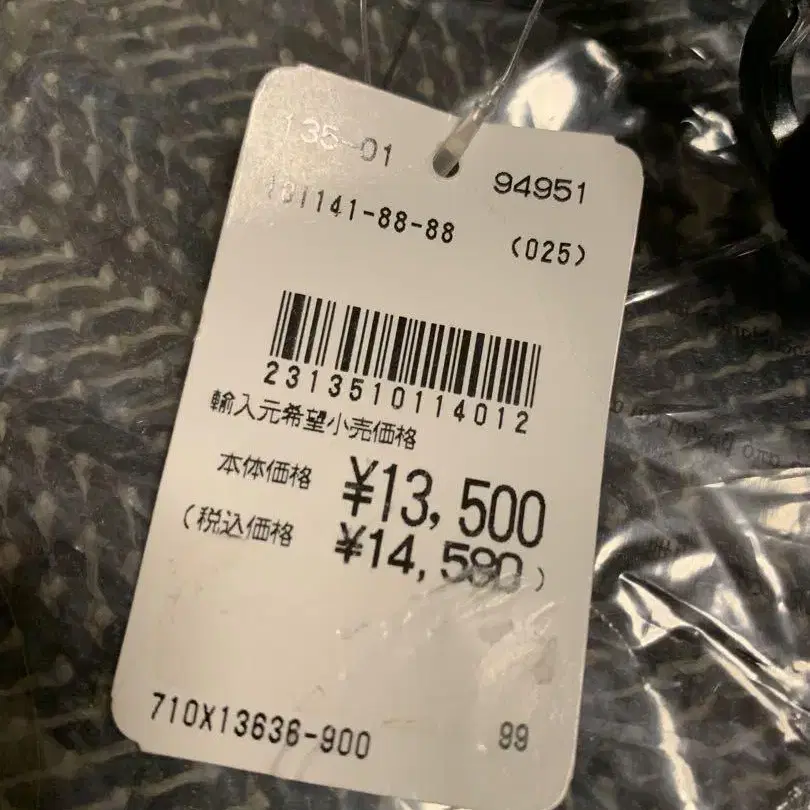 135-01
94951
101141-88-88 (025)
2313510114012
輸入元希望小売価格
本体価格 ¥13,500
(税込価格 ¥14,580)
710X13636-900 99